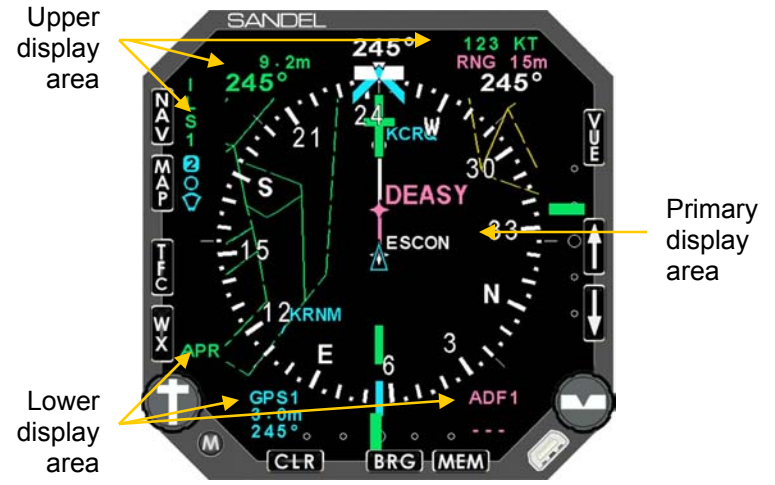 Upper
display
area
SANDEL
245°
9.2m
245°
123 KT
RNG 15m
245°
I
L
S
1
2
NAV
MAP
TFC
WX
VUE
24
W
21
30
S
33
15
N
12
3
E
6
KCRQ
DEASY
ESCON
KRNM
Primary
display
area
APR
Lower
display
area
GPS1
3.0m
245°
ADF1
---
M
CLR
BRG
MEM